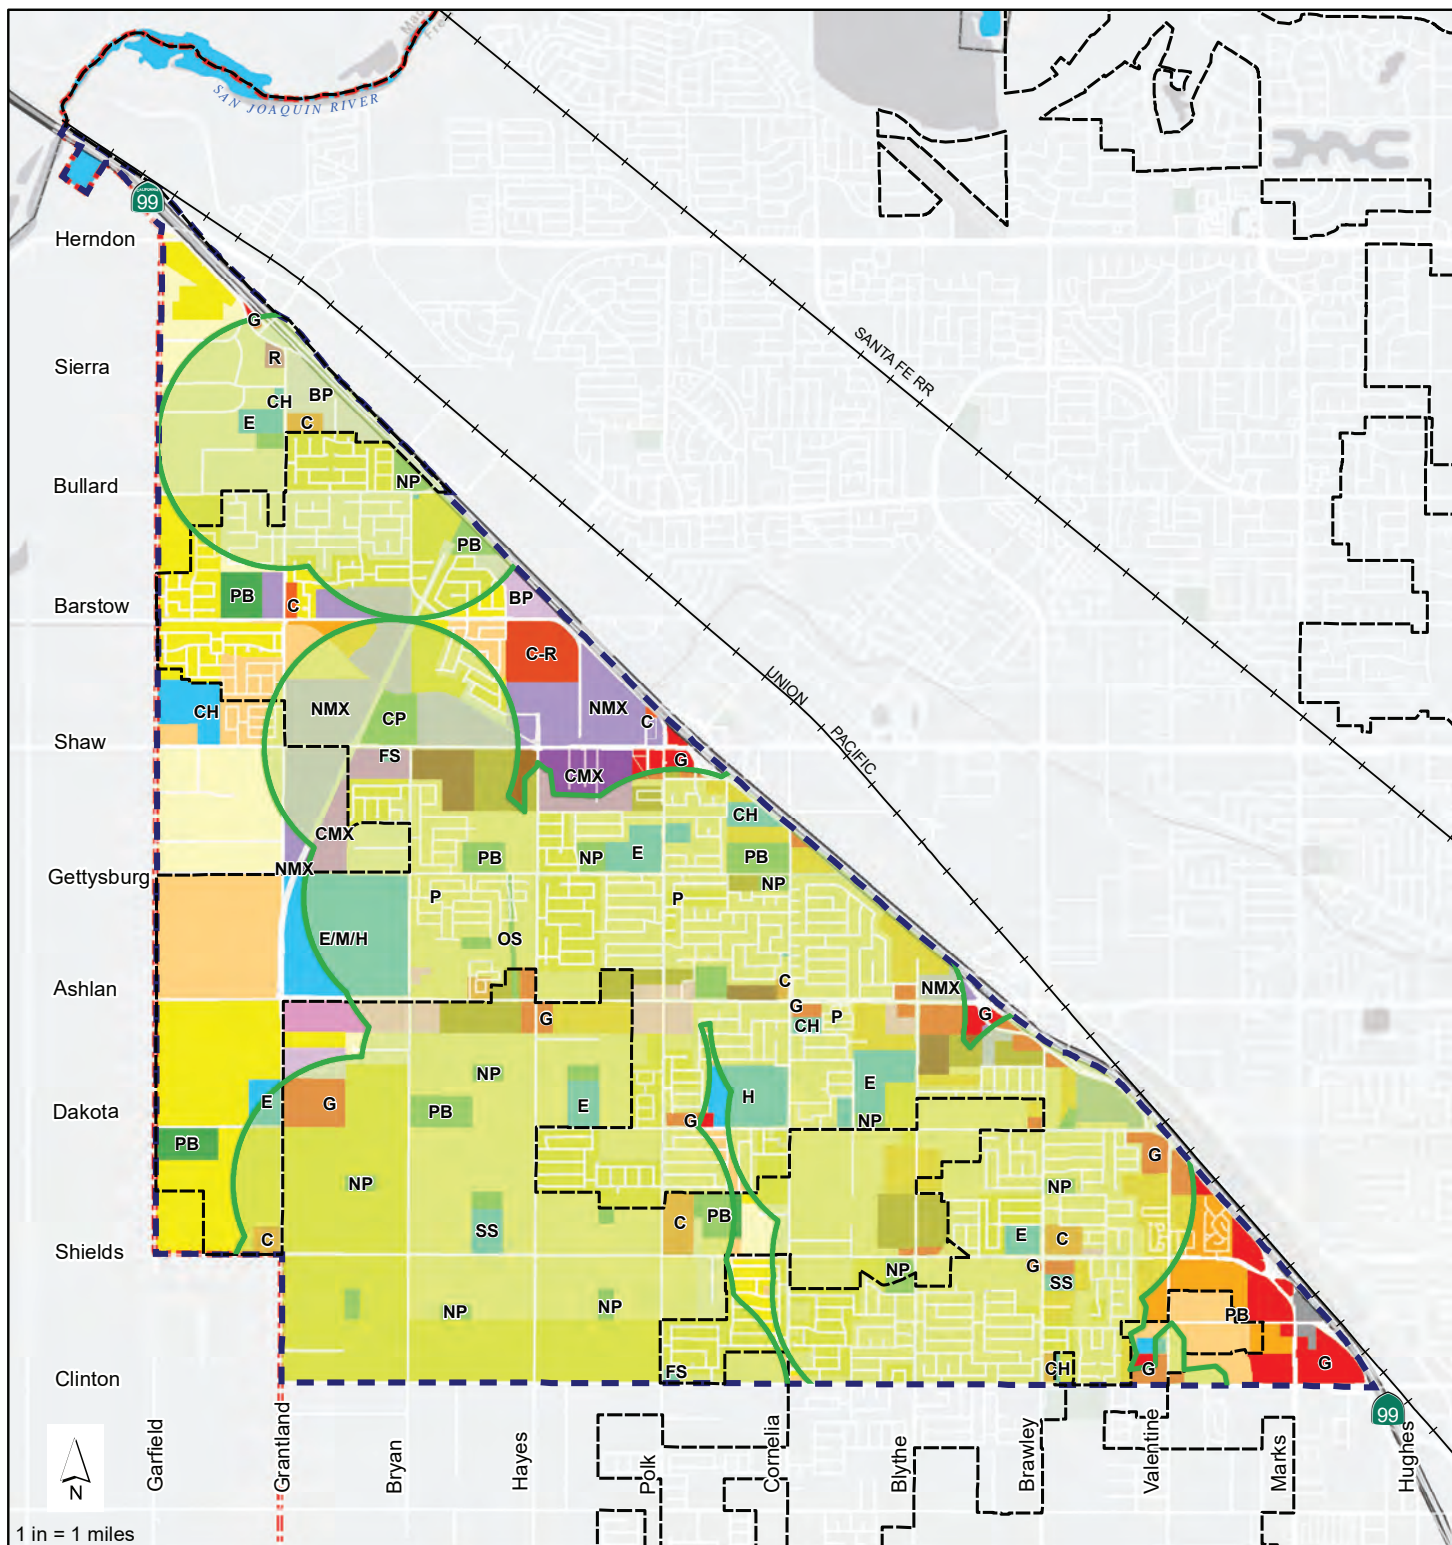 SAN JOAQUIN RIVER
CALIFORNIA
99
Herndon
G
Sierra
R
SANTA FE RR
BP
CH
E
C
Bullard
NP
PB
PB
BP
Barstow
C
C-R
UNION
PACIFIC
CH
NMX
CP
NMX
C
Shaw
FS
G
CMX
CH
CMX
PB
NP
E
PB
NMX
Gettysburg
NP
P
P
E/M/H
OS
C
Ashlan
NMX
G
G
G
CH
P
NP
E
E
G
PB
E
H
Dakota
G
NP
PB
G
NP
NP
C
PB
SS
E
C
C
Shields
G
NP
SS
NP
NP
PB
G
FS
CH
G
Clinton
99
Garfield
Grantland
Bryan
Hayes
Polk
Cornelia
Blythe
Brawley
Valentine
Marks
Hughes
N
1 in = 1 miles